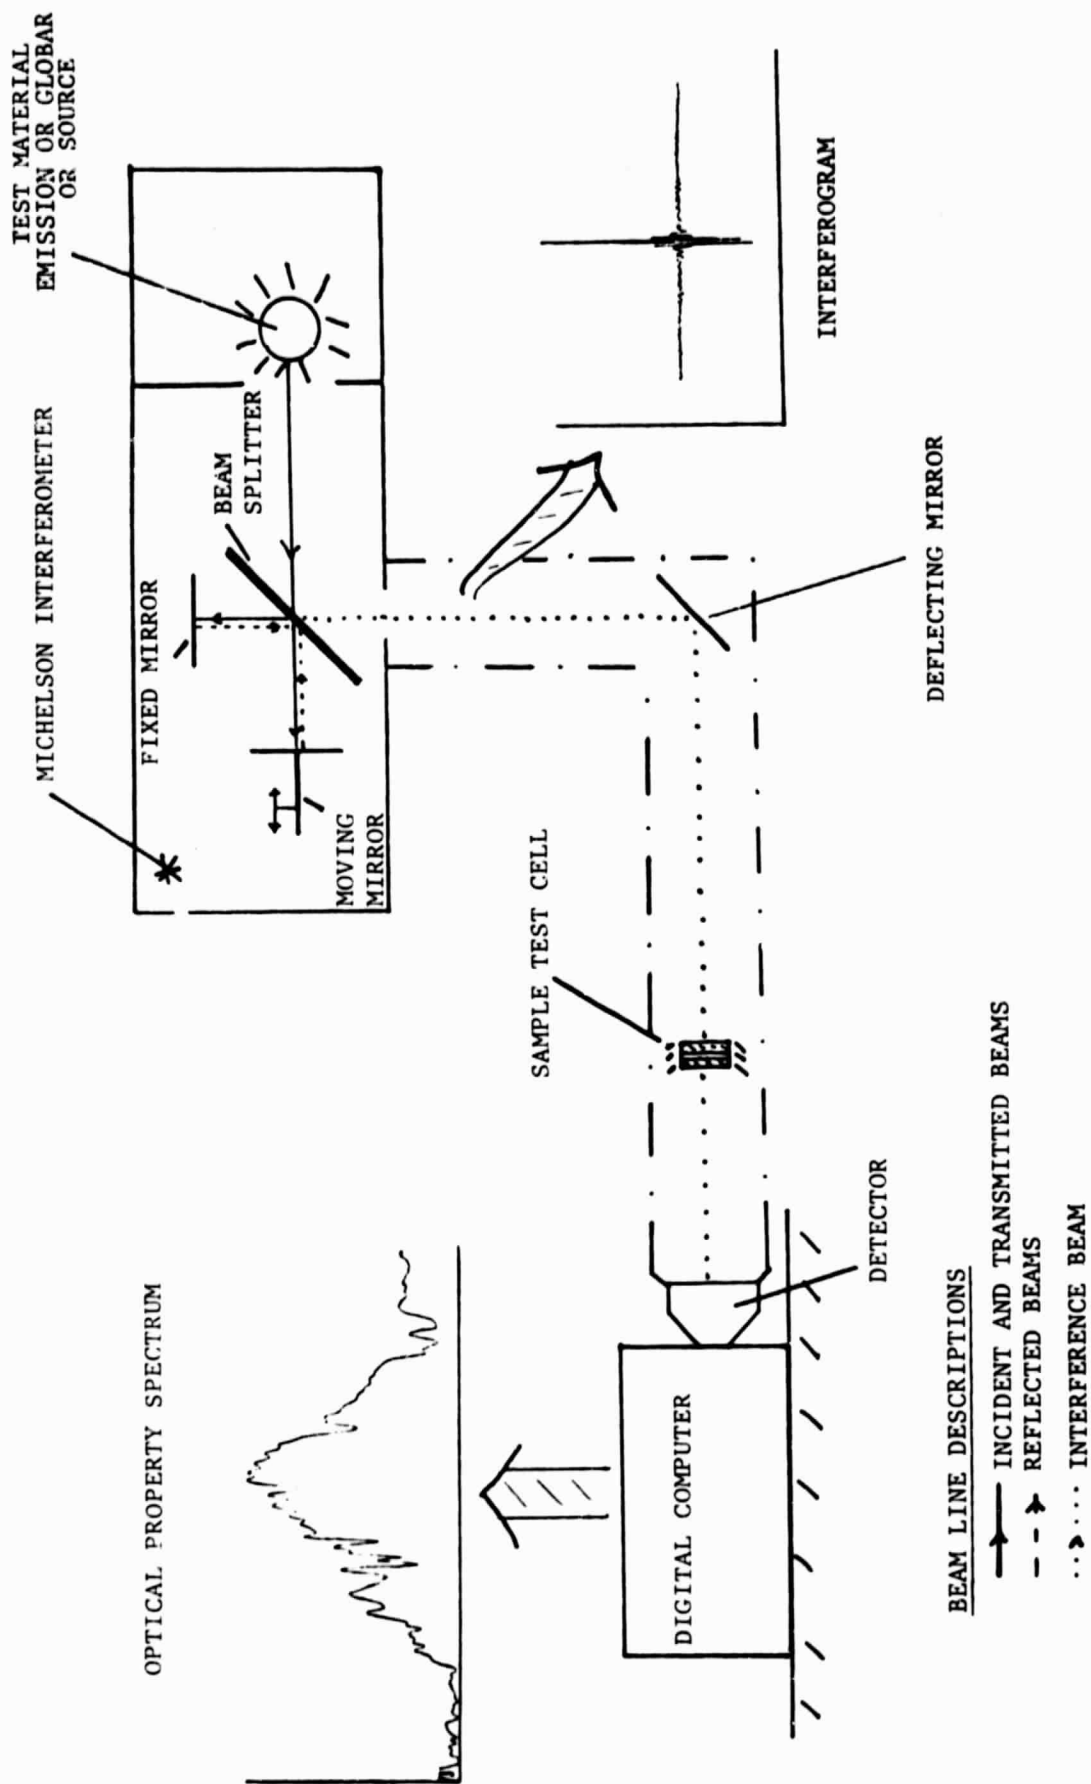 TEST MATERIAL
EMISSION OR GLOBAR
OR SOURCE
MICHELSON INTERFEROMETER
FIXED MIRROR
BEAM
SPLITTER
MOVING
MIRROR
INTERFEROGRAM
DEFLECTING MIRROR
SAMPLE TEST CELL
OPTICAL PROPERTY SPECTRUM
DIGITAL COMPUTER
DETECTOR
BEAM LINE DESCRIPTIONS
INCIDENT AND TRANSMITTED BEAMS
REFLECTED BEAMS
INTERFERENCE BEAM